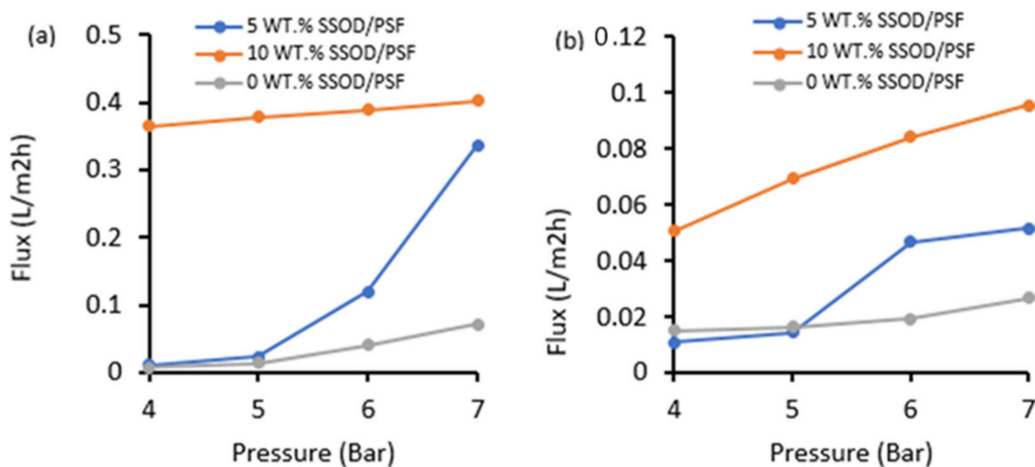 (a)
5 WT.% SSOD/PSF
10 WT.% SSOD/PSF
0 WT.% SSOD/PSF
0.5
0.4
0.3
0.2
0.1
0
Flux (L/m2h)
4 5 6 7
Pressure (Bar)
(b)
5 WT.% SSOD/PSF
10 WT.% SSOD/PSF
0 WT.% SSOD/PSF
0.12
0.1
0.08
0.06
0.04
0.02
0
Flux (L/m2h)
4 5 6 7
Pressure (Bar)